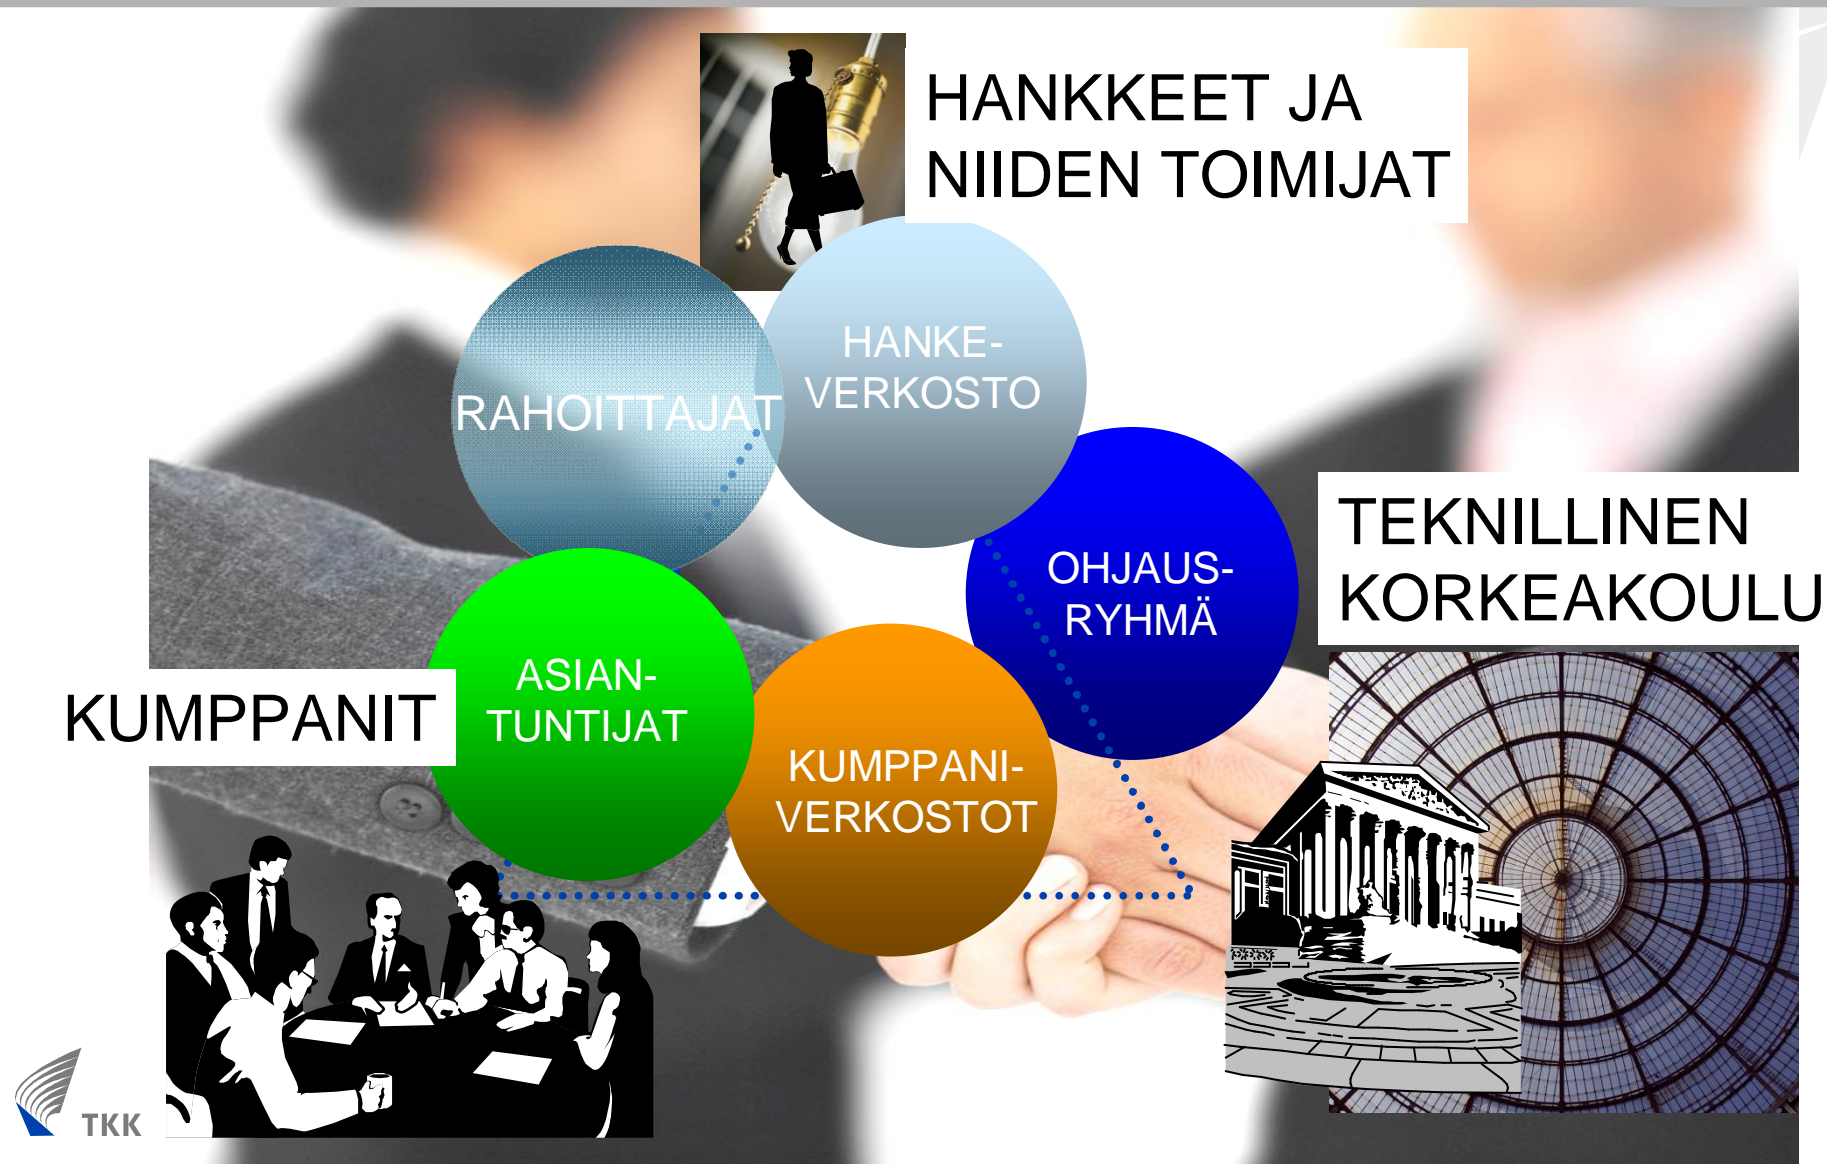 HANKKEET JA
NIIDEN TOIMIJAT
HANKE-
VERKOSTO
RAHOITTAJAT
OHJAUS-
RYHMÄ
TEKNILLINEN
KORKEAKOULU
ASIAN-
TUNTIJAT
KUMPPANIT
KUMPPANI-
VERKOSTOT
TKK